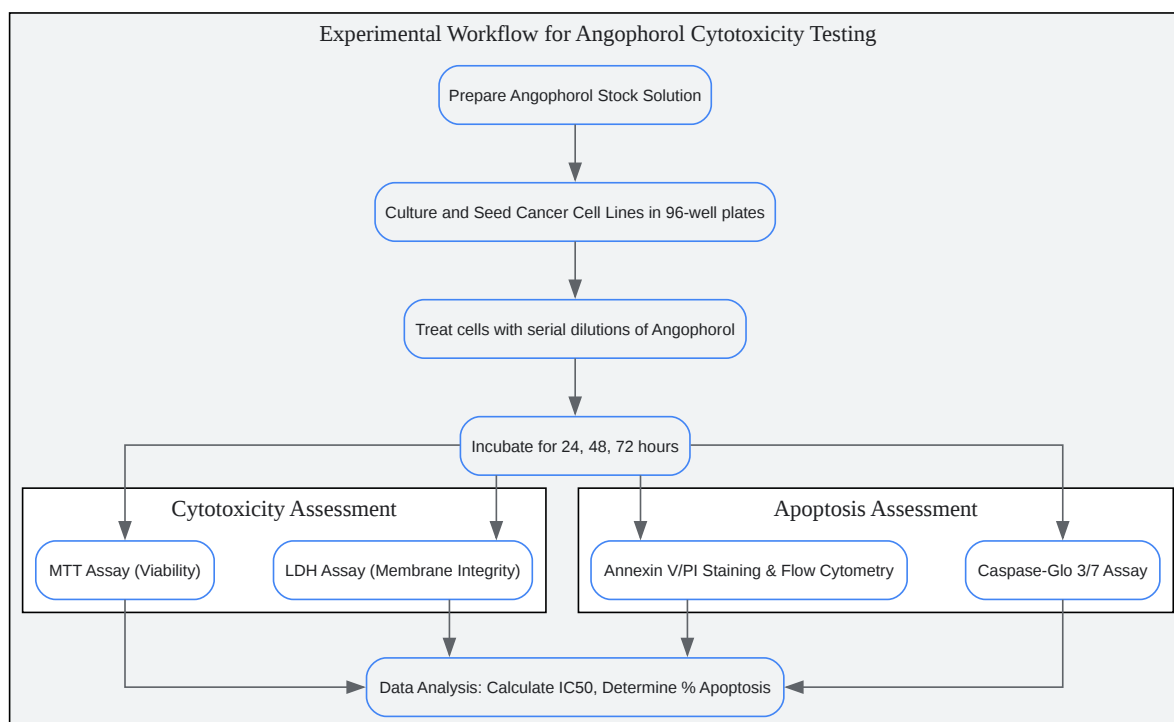 Experimental Workflow for Angophorol Cytotoxicity Testing
Prepare Angophorol Stock Solution
Culture and Seed Cancer Cell Lines in 96-well plates
Treat cells with serial dilutions of Angophorol
Incubate for 24, 48, 72 hours
Cytotoxicity Assessment
MTT Assay (Viability)
LDH Assay (Membrane Integrity)
Apoptosis Assessment
Annexin V/PI Staining & Flow Cytometry
Caspase-Glo 3/7 Assay
Data Analysis: Calculate IC50, Determine % Apoptosis